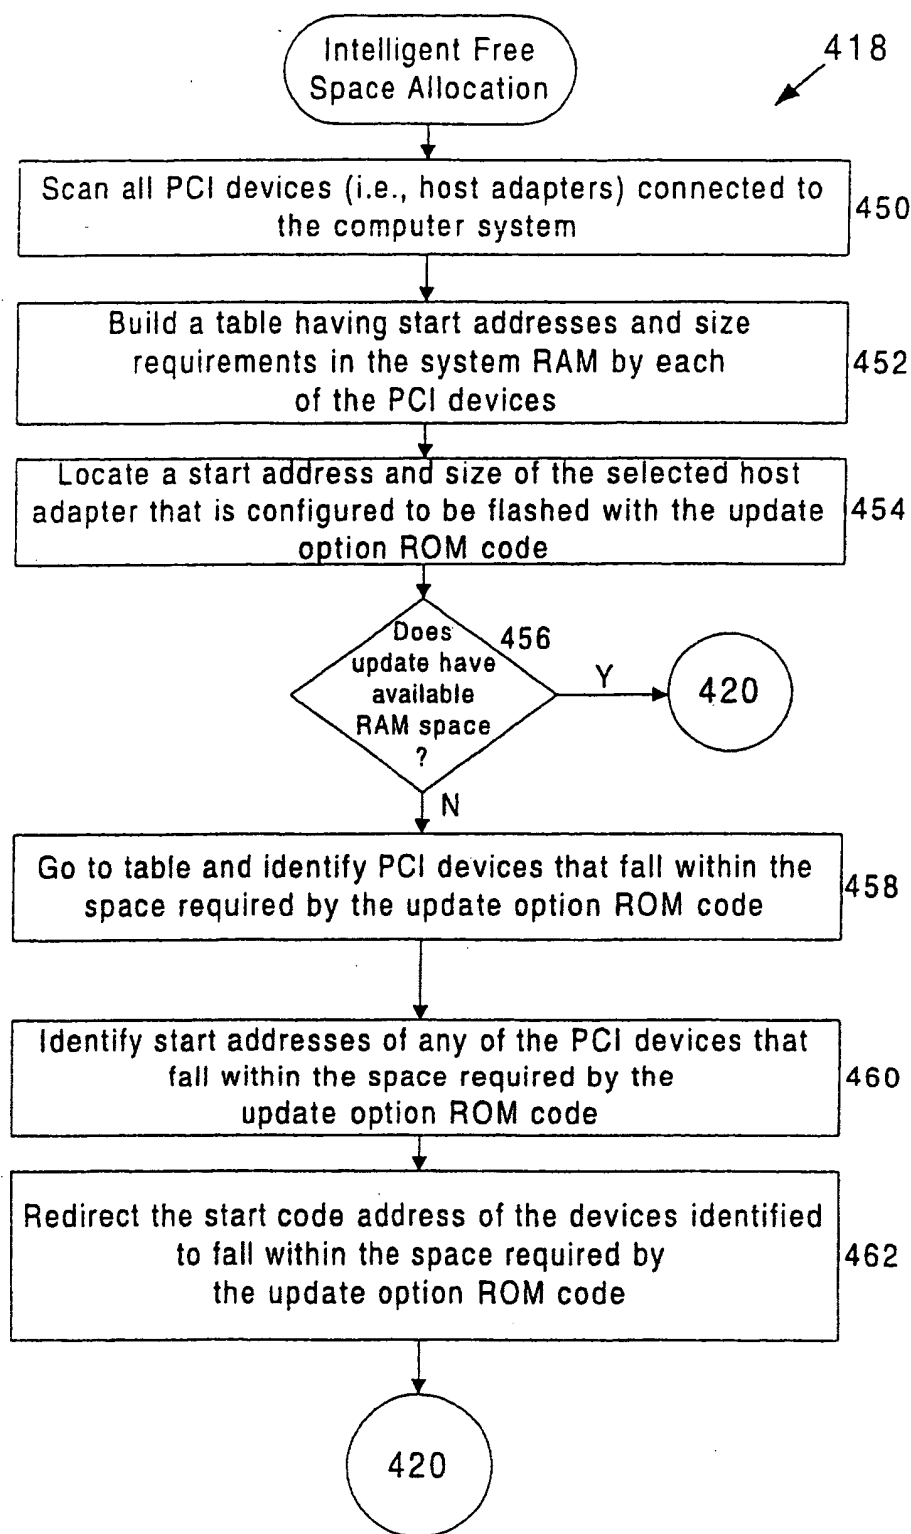 Intelligent Free
Space Allocation
418
Scan all PCI devices (i.e., host adapters) connected to
the computer system
450
Build a table having start addresses and size
requirements in the system RAM by each
of the PCI devices
452
Locate a start address and size of the selected host
adapter that is configured to be flashed with the update
option ROM code
454
Does
update have
available
RAM space
?
456
Y
420
N
Go to table and identify PCI devices that fall within the
space required by the update option ROM code
458
Identify start addresses of any of the PCI devices that
fall within the space required by the
update option ROM code
460
Redirect the start code address of the devices identified
to fall within the space required by
the update option ROM code
462
420